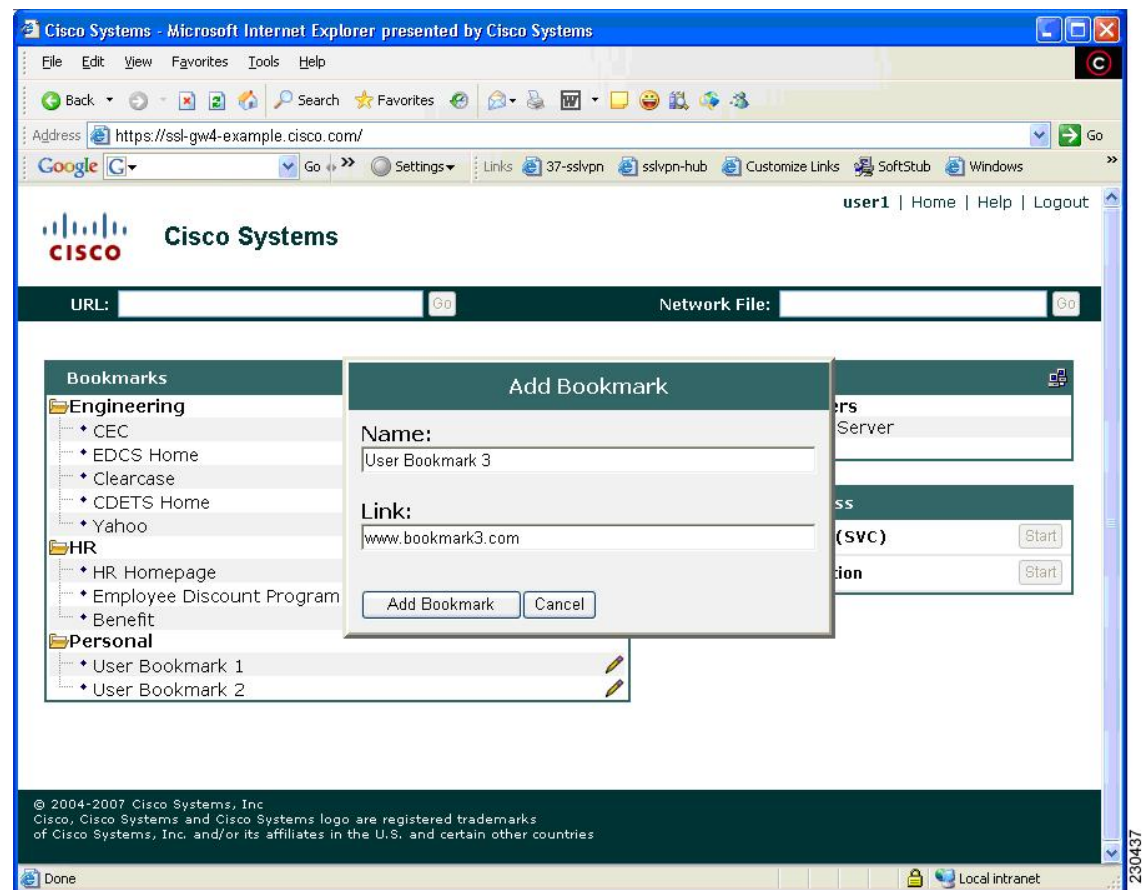 Cisco Systems - Microsoft Internet Explorer presented by Cisco Systems
File Edit View Favorites Tools Help
Back Search Favorites
Address https://ssl-gw4-example.cisco.com/ Go
Google G Go » Settings Links 37-sslvpn sslvpn-hub Customize Links SoftStub Windows »
user1 | Home | Help | Logout
CISCO Cisco Systems
URL: Go Network File: Go
Bookmarks
Engineering
CEC
EDCS Home
Clearcase
CDETS Home
Yahoo
HR
HR Homepage
Employee Discount Program
Benefit
Personal
User Bookmark 1
User Bookmark 2
Add Bookmark
Name:
User Bookmark 3
Link:
www.bookmark3.com
Add Bookmark Cancel
ers
Server
ss
(SVC) Start
tion Start
© 2004-2007 Cisco Systems, Inc
Cisco, Cisco Systems and Cisco Systems logo are registered trademarks
of Cisco Systems, Inc. and/or its affiliates in the U.S. and certain other countries
Done Local intranet
230437